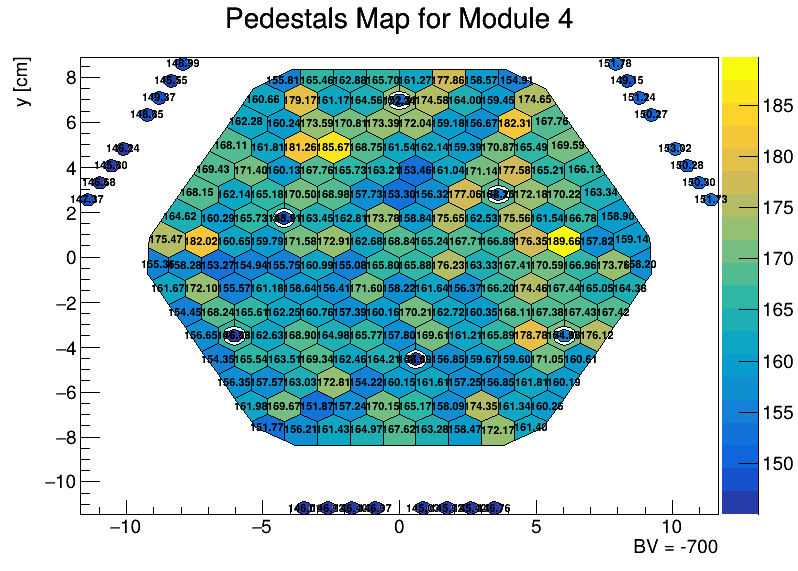 Pedestals Map for Module 4
y [cm]
8
6
4
2
0
−2
−4
−6
−8
−10
148.99
149.87
148.85
151.78
149.15
151.24
150.27
150.28
151.73
155.81 165.46 162.88 165.70 161.27 177.86 158.57 154.91
160.66 179.17 161.17 164.56 174.58 164.00 159.45 174.65
162.28 160.24 173.59 170.81 173.39 172.04 159.18 156.67 182.31 167.76
168.11 161.81 181.26 185.67 165.73 161.54 162.14 159.39 170.87 165.49 169.59
169.43 171.40 160.13 167.76 163.21 153.46 161.04 171.14 177.58 165.21 166.13
168.15 162.14 165.18 170.50 168.98 157.73 153.30 156.32 177.06 172.18 170.22 163.34
164.62 160.29 165.73 163.45 162.81 173.78 158.84 175.65 162.53 175.56 161.54 166.78 158.90
175.47 182.02 160.65 159.79 171.58 172.91 162.68 168.84 165.24 167.71 166.89 176.35 189.66 157.82 159.14
158.28 153.27 154.94 155.75 160.99 155.08 165.80 165.88 176.23 163.33 167.41 170.59 166.96 173.76 158.20
161.67 172.10 155.57 161.18 158.64 156.41 171.60 158.22 161.64 156.37 166.20 174.46 167.44 165.05 164.38
154.45 168.24 165.61 162.25 160.76 157.39 160.16 170.21 162.72 160.35 168.11 167.38 167.43 167.42
156.65 162.63 168.90 164.98 165.77 157.80 169.61 161.21 165.89 178.78 176.12
154.35 165.54 163.51 169.34 162.46 164.21 156.85 159.67 159.60 171.05 160.61
156.35 157.57 163.03 172.81 154.22 160.15 161.61 157.25 156.85 161.81 160.19
161.98 169.67 151.87 157.24 170.15 165.17 158.09 174.35 161.34 160.26
151.77 156.21 161.43 164.97 167.62 163.28 158.47 172.17 161.40
−10
−5
0
5
10
BV = -700
185
180
175
170
165
160
155
150